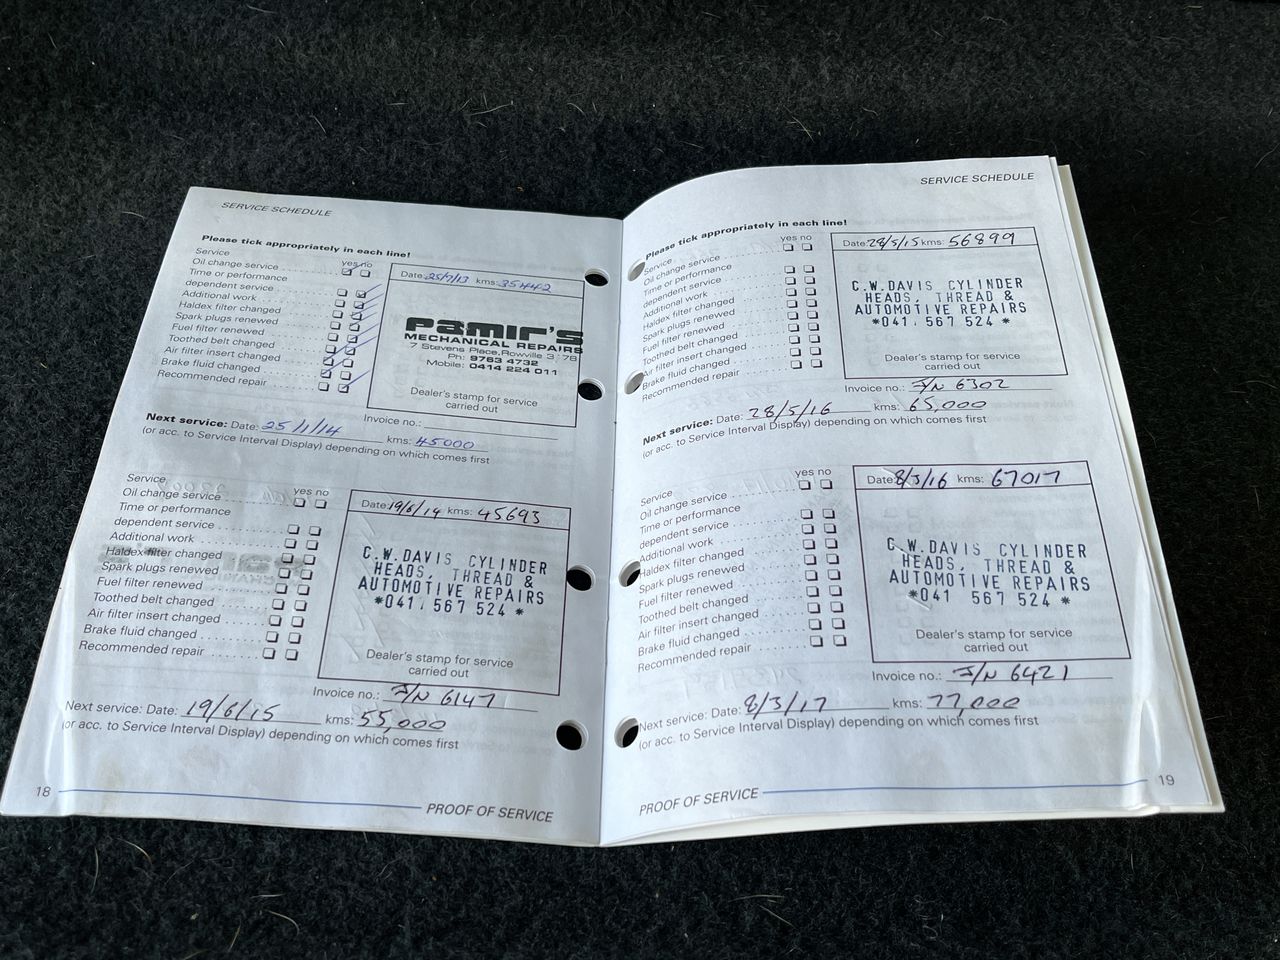 SERVICE SCHEDULE
Please tick appropriately in each line!
yes no
Service
Oil change service
Time or performance
dependent service
Additional work
Haldex filter changed
Spark plugs renewed
Fuel filter renewed
Toothed belt changed
Air filter insert changed
Brake fluid changed
Recommended repair
Date: 25/7/13 kms: 35442
Pamir's
MECHANICAL REPAIRS
7 Stevens Place, Rowville 3178
Ph: 9763 4732
Mobile: 0414 224 011
Dealer's stamp for service
carried out
Invoice no.:
Next service: Date: 25/1/14 kms: 45000
(or acc. to Service Interval Display) depending on which comes first
yes no
Service
Oil change service
Time or performance
dependent service
Additional work
Haldex filter changed
Spark plugs renewed
Fuel filter renewed
Toothed belt changed
Air filter insert changed
Brake fluid changed
Recommended repair
Date: 19/6/14 kms: 45693
C.W.DAVIS CYLINDER
HEADS, THREAD &
AUTOMOTIVE REPAIRS
*041 567 524 *
Dealer's stamp for service
carried out
Invoice no.: I/N 6147
Next service: Date: 19/6/15 kms: 55,000
(or acc. to Service Interval Display) depending on which comes first
18
PROOF OF SERVICE
SERVICE SCHEDULE
Please tick appropriately in each line!
yes no
Service
Oil change service
Time or performance
dependent service
Additional work
Haldex filter changed
Spark plugs renewed
Fuel filter renewed
Toothed belt changed
Air filter insert changed
Brake fluid changed
Recommended repair
Date: 28/5/15 kms: 56899
C.W.DAVIS CYLINDER
HEADS, THREAD &
AUTOMOTIVE REPAIRS
*041 567 524 *
Dealer's stamp for service
carried out
Invoice no.: I/N 6302
Next service: Date: 28/5/16 kms: 65,000
(or acc. to Service Interval Display) depending on which comes first
yes no
Service
Oil change service
Time or performance
dependent service
Additional work
Haldex filter changed
Spark plugs renewed
Fuel filter renewed
Toothed belt changed
Air filter insert changed
Brake fluid changed
Recommended repair
Date: 8/3/16 kms: 67017
C.W.DAVIS CYLINDER
HEADS, THREAD &
AUTOMOTIVE REPAIRS
*041 567 524 *
Dealer's stamp for service
carried out
Invoice no.: I/N 6421
Next service: Date: 8/3/17 kms: 77,000
(or acc. to Service Interval Display) depending on which comes first
PROOF OF SERVICE
19